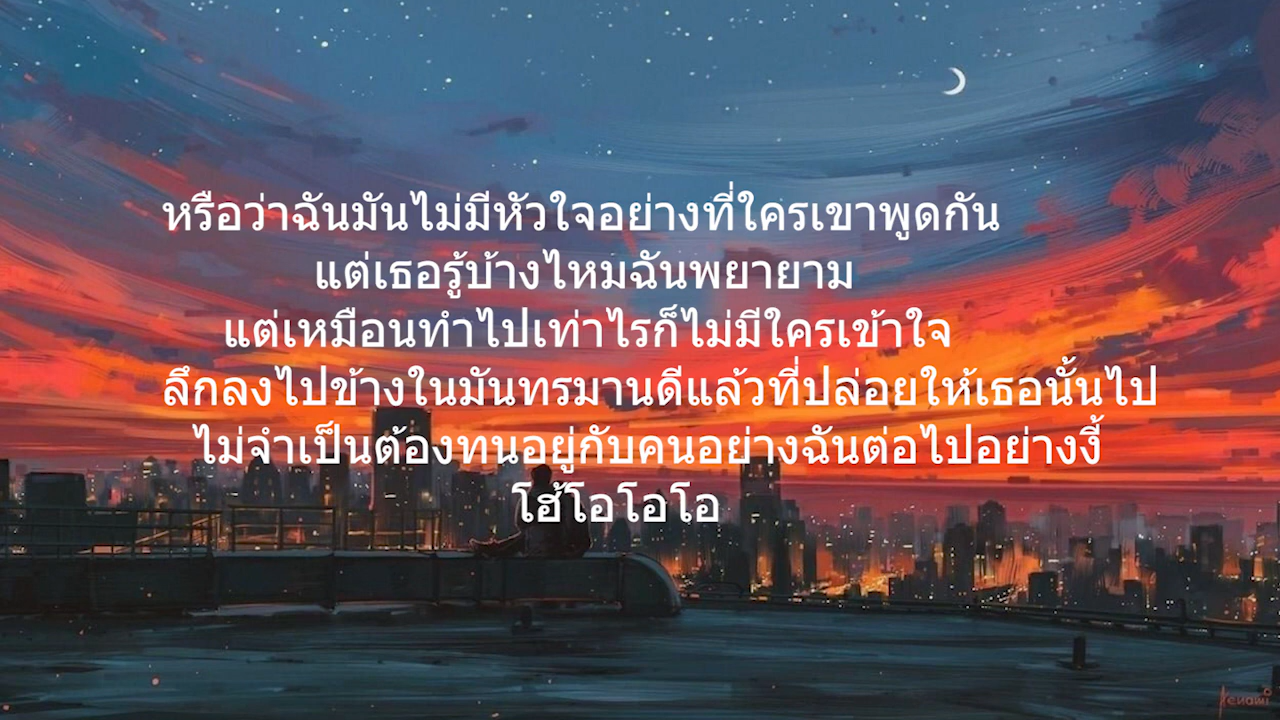 หรือว่าฉันมันไม่มีหัวใจอย่างที่ใครเขาพูดกัน
แต่เธอรู้บ้างไหมฉันพยายาม
แต่เหมือนทำไปเท่าไรก็ไม่มีใครเข้าใจ
ลึกลงไปข้างในมันทรมานดีแล้วที่ปล่อยให้เธอนั้นไป
ไม่จำเป็นต้องทนอยู่กับคนอย่างฉันต่อไปอย่างงี้
โฮ้โอโอโอ